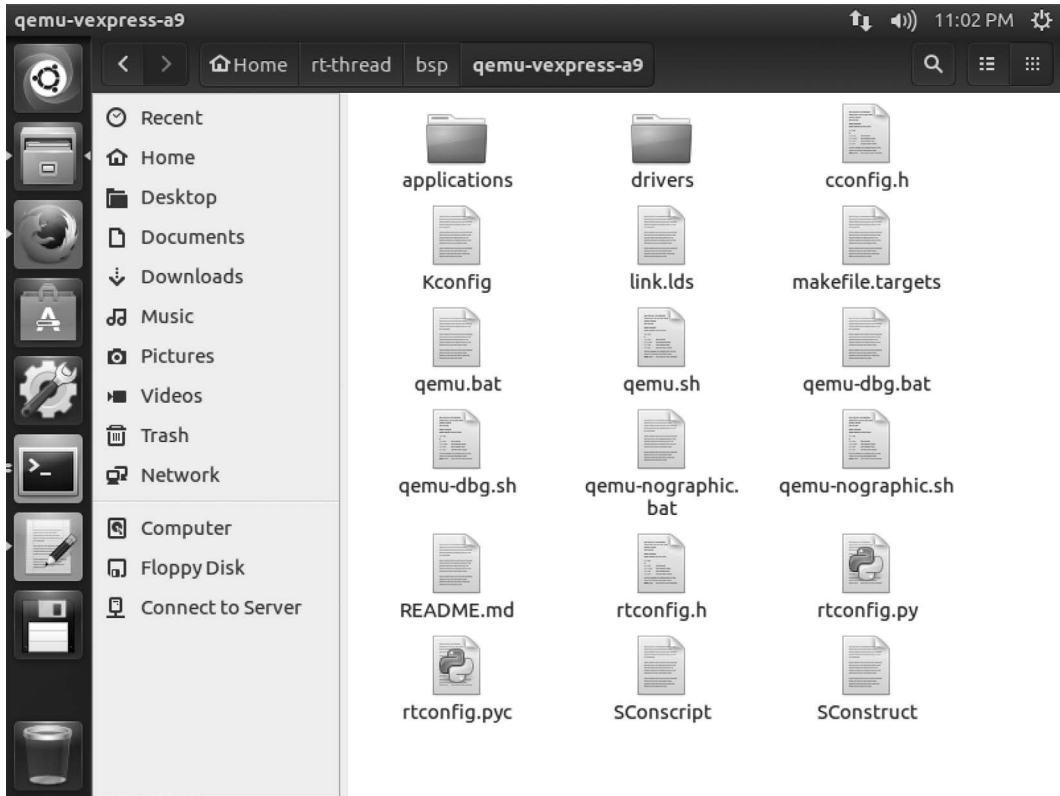 qemu-vexpress-a9
11:02 PM
Home rt-thread bsp qemu-vexpress-a9
Recent
Home
Desktop
Documents
Downloads
Music
Pictures
Videos
Trash
Network
Computer
Floppy Disk
Connect to Server
applications drivers cconfig.h
Kconfig link.lds makefile.targets
qemu.bat qemu.sh qemu-dbg.bat
qemu-dbg.sh qemu-nographic. qemu-nographic.sh
bat
README.md rtconfig.h rtconfig.py
rtconfig.pyc SConscript SConstruct